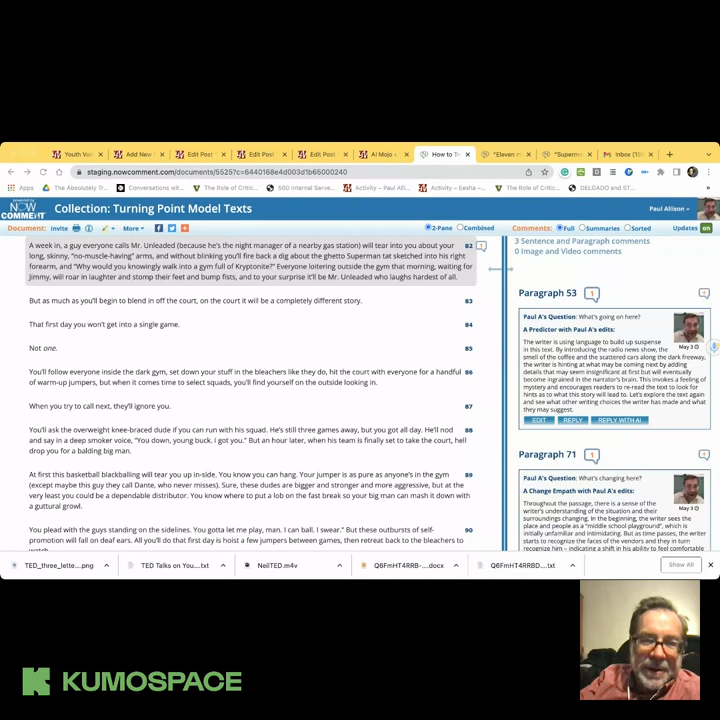 Youth Voi
Add New
Edit Post
Edit Post
Edit Post
AI Mojo
How to Tr
"Eleven m
"Superma
Inbox (15
staging.nowcomment.com/documents/5525?c=6440168e4d003d1b65000240
Apps
The Absolutely Tr...
Conversations wit...
The Role of Critic...
500 Internal Serve...
Activity – Paul Alli...
Activity – Eesha -...
The Role of Critic...
DELGADO and ST...
powered by
NOW
COMMENT
Collection: Turning Point Model Texts
Paul Allison
Document:
Invite
More
2-Pane
Combined
Comments:
Full
Summaries
Sorted
Updates
on
A week in, a guy everyone calls Mr. Unleaded (because he's the night manager of a nearby gas station) will tear into you about your
82
1
long, skinny, "no-muscle-having" arms, and without blinking you'll fire back a dig about the ghetto Superman tat sketched into his right
forearm, and "Why would you knowingly walk into a gym full of Kryptonite?" Everyone loitering outside the gym that morning, waiting for
Jimmy, will roar in laughter and stomp their feet and bump fists, and to your surprise it'll be Mr. Unleaded who laughs hardest of all.
But as much as you'll begin to blend in off the court, on the court it will be a completely different story.
83
That first day you won't get into a single game.
84
Not one.
85
You'll follow everyone inside the dark gym, set down your stuff in the bleachers like they do, hit the court with everyone for a handful
86
of warm-up jumpers, but when it comes time to select squads, you'll find yourself on the outside looking in.
When you try to call next, they'll ignore you.
87
You'll ask the overweight knee-braced dude if you can run with his squad. He's still three games away, but you got all day. He'll nod
88
and say in a deep smoker voice, "You down, young buck. I got you." But an hour later, when his team is finally set to take the court, he'll
drop you for a balding big man.
At first this basketball blackballing will tear you up in-side. You know you can hang. Your jumper is as pure as anyone's in the gym
89
(except maybe this guy they call Dante, who never misses). Sure, these dudes are bigger and stronger and more aggressive, but at the
very least you could be a dependable distributor. You know where to put a lob on the fast break so your big man can mash it down with
a guttural growl.
You plead with the guys standing on the sidelines. You gotta let me play, man. I can ball, I swear." But these outbursts of self-
90
promotion will fall on deaf ears. All you'll do that first day is hoist a few jumpers between games, then retreat back to the bleachers to
watch.
3 Sentence and Paragraph comments
0 Image and Video comments
Paragraph 53
1
Paul A's Question: What's going on here?
A Predictor with Paul A's edits:
May 3
The writer is using language to build up suspense
in this text. By introducing the radio news show, the
smell of the coffee and the scattered cars along the dark freeway,
the writer is hinting at what may be coming next by adding
details that may seem insignificant at first but will eventually
become ingrained in the narrator's brain. This invokes a feeling
of mystery and encourages readers to re-read the text to look for
hints as to what this story will lead to. Let's explore the text again
and see what other writing choices the writer has made and what
they may suggest.
EDIT
REPLY
REPLY WITH AI
Paragraph 71
1
Paul A's Question: What's changing here?
A Change Empath with Paul A's edits:
May 3
Throughout the passage, there is a sense of the
writer's understanding of the situation and their
surroundings changing. In the beginning, the writer sees the
place and people as a "middle school playground", which is
initially unfamiliar and intimidating. But as time passes, the writer
starts to recognize the faces of the vendors and they in turn
recognize him – indicating a shift in his ability to feel comfortable
TED_three_lette....png
TED Talks on You....txt
NeilTED.m4v
Q6FmHT4RRB-....docx
Q6FmHT4RRBD....txt
Show All
KUMOSPACE